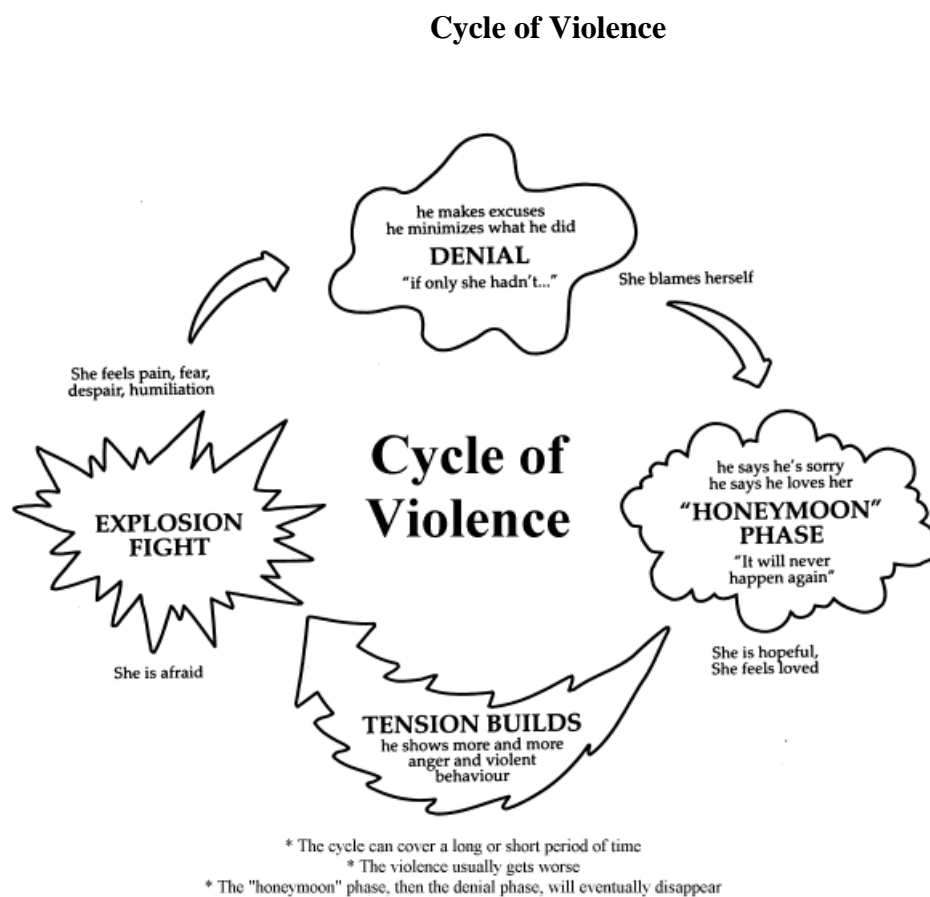 Cycle of Violence
he makes excuses
he minimizes what he did
DENIAL
"if only she hadn't..."
She blames herself
She feels pain, fear,
despair, humiliation
Cycle of
Violence
he says he's sorry
he says he loves her
"HONEYMOON"
PHASE
"It will never
happen again"
EXPLOSION
FIGHT
She is hopeful,
She feels loved
She is afraid
TENSION BUILDS
he shows more and more
anger and violent
behaviour
* The cycle can cover a long or short period of time
* The violence usually gets worse
* The "honeymoon" phase, then the denial phase, will eventually disappear